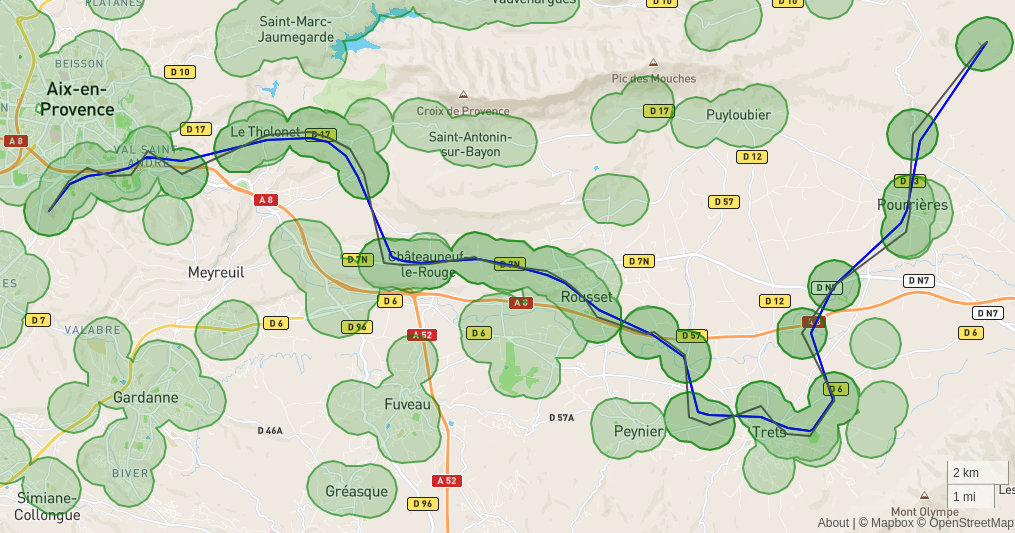 PLATANES
Vauvenargues
D 10
D 10
Saint-Marc-
Jaumegarde
BEISSON
D 10
Pic des Mouches
Aix-en-
Provence
Croix de Provence
D 17
Puyloubier
D 17
Le Tholonet
D 17
A 8
Saint-Antonin-
sur-Bayon
VAL SAINT-
ANDRÉ
D 12
A 8
D 57
Pourrières
D 7N
Châteauneuf-
le-Rouge
D 7N
D 7N
Meyreuil
D N7
D N7
ES
Rousset
D 6
A 8
D 12
D N7
D 7
D 6
D 96
A 52
D 6
D 57
D 6
VALABRE
D 6
Gardanne
Fuveau
D 57A
D 46A
Peynier
Trets
BIVER
2 km
A 52
Gréasque
1 mi
Les
Simiane-
Collongue
D 96
Mont Olympe
About | © Mapbox © OpenStreetMap